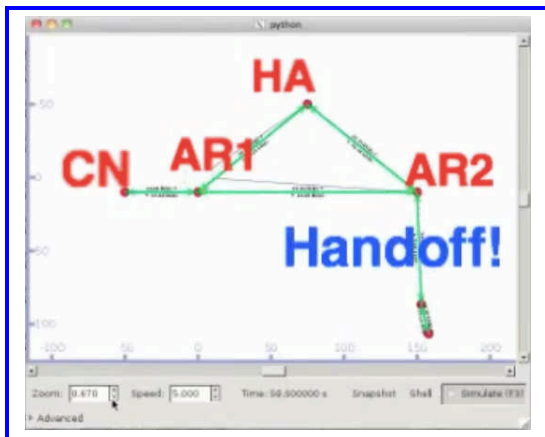 python
HA
-50
CN
AR1
AR2
0
Handoff!
50
100
-100 50 0 50 100 150 200
Zoom: 0.670 Speed: 5.000 Time: 50.600000 s Snapshot Shell Simulate (F3)
Advanced